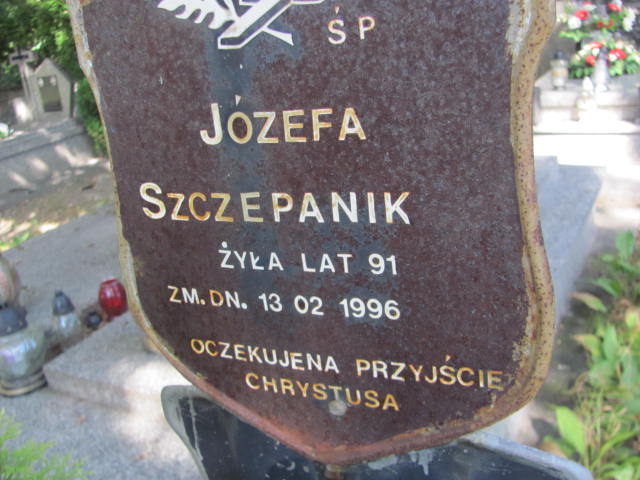 ŚP
JÓZEFA
SZCZEPANIK
ŻYŁA LAT 91
ZM. DN. 13 02 1996
OCZEKUJENA PRZYJŚCIE
CHRYSTUSA